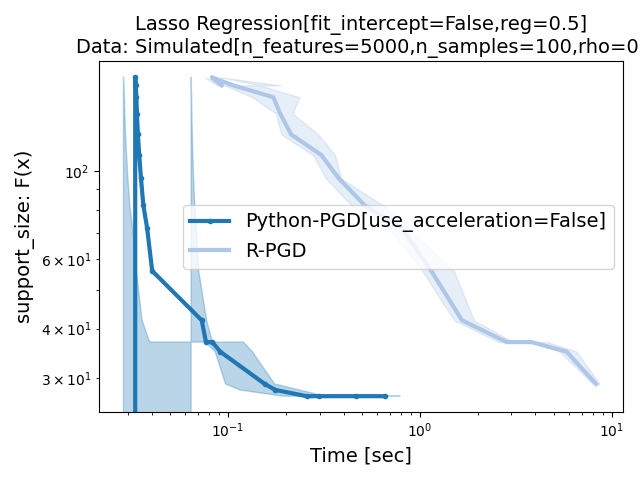 Lasso Regression[fit_intercept=False,reg=0.5]
Data: Simulated[n_features=5000,n_samples=100,rho=0
support_size: F(x)
10²
6 × 10¹
4 × 10¹
3 × 10¹
Python-PGD[use_acceleration=False]
R-PGD
10⁻¹
10⁰
10¹
Time [sec]